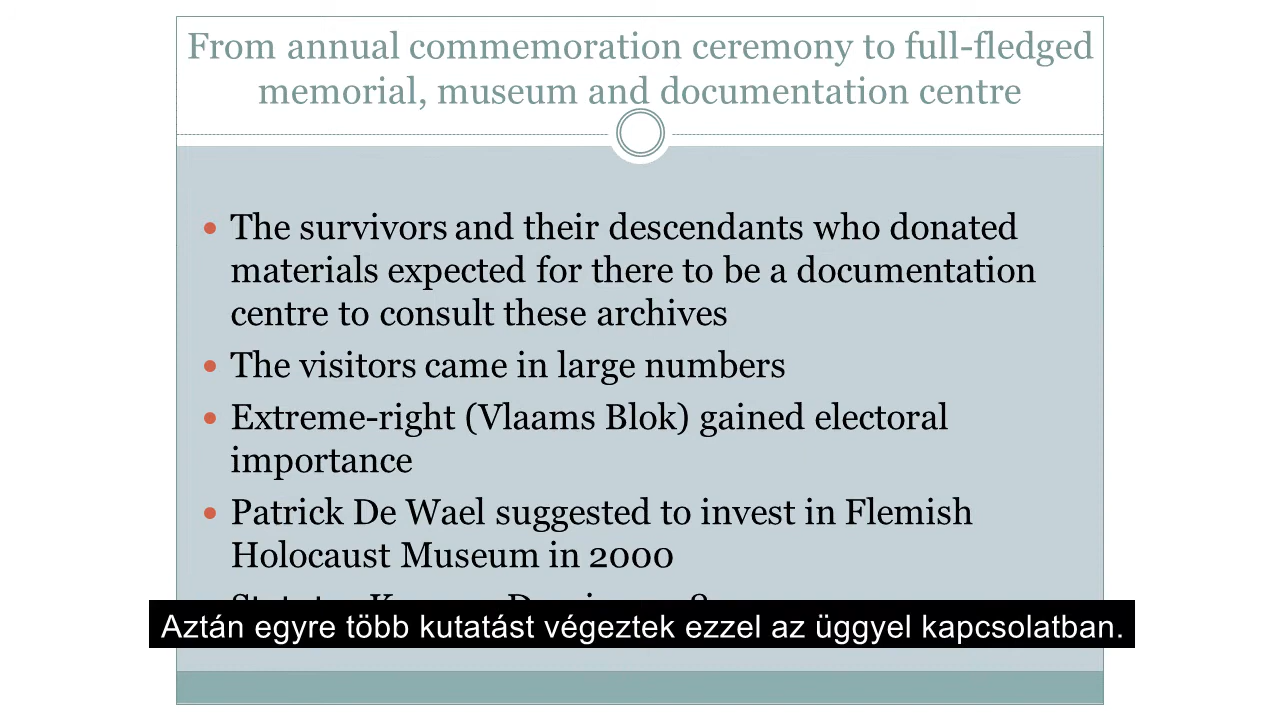 From annual commemoration ceremony to full-fledged
memorial, museum and documentation centre
The survivors and their descendants who donated
materials expected for there to be a documentation
centre to consult these archives
The visitors came in large numbers
Extreme-right (Vlaams Blok) gained electoral
importance
Patrick De Wael suggested to invest in Flemish
Holocaust Museum in 2000
Aztán egyre több kutatást végeztek ezzel az üggyel kapcsolatban.